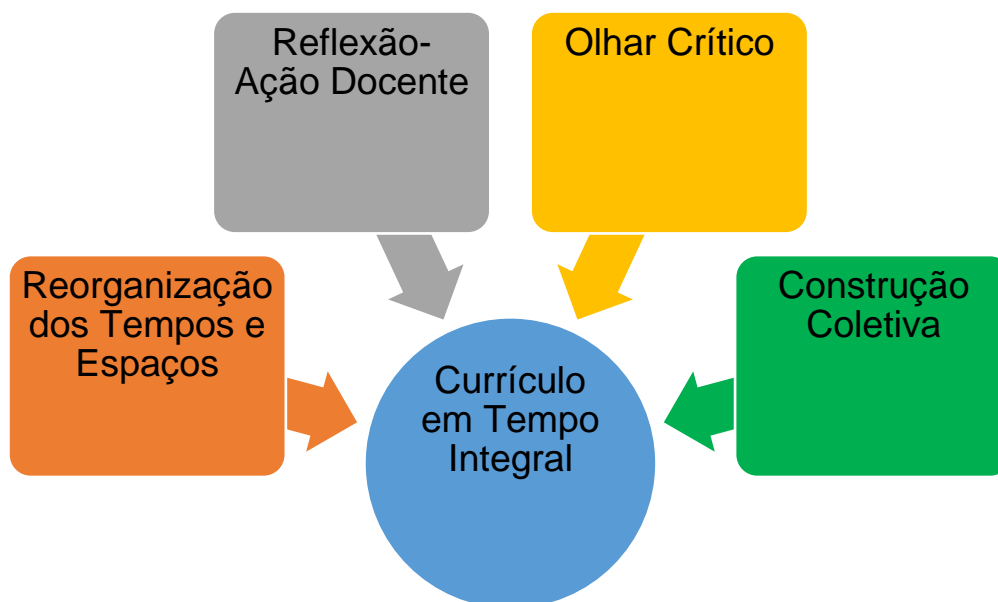 Reflexão-
Ação Docente
Olhar Crítico
Reorganização
dos Tempos e
Espaços
Construção
Coletiva
Currículo
em Tempo
Integral